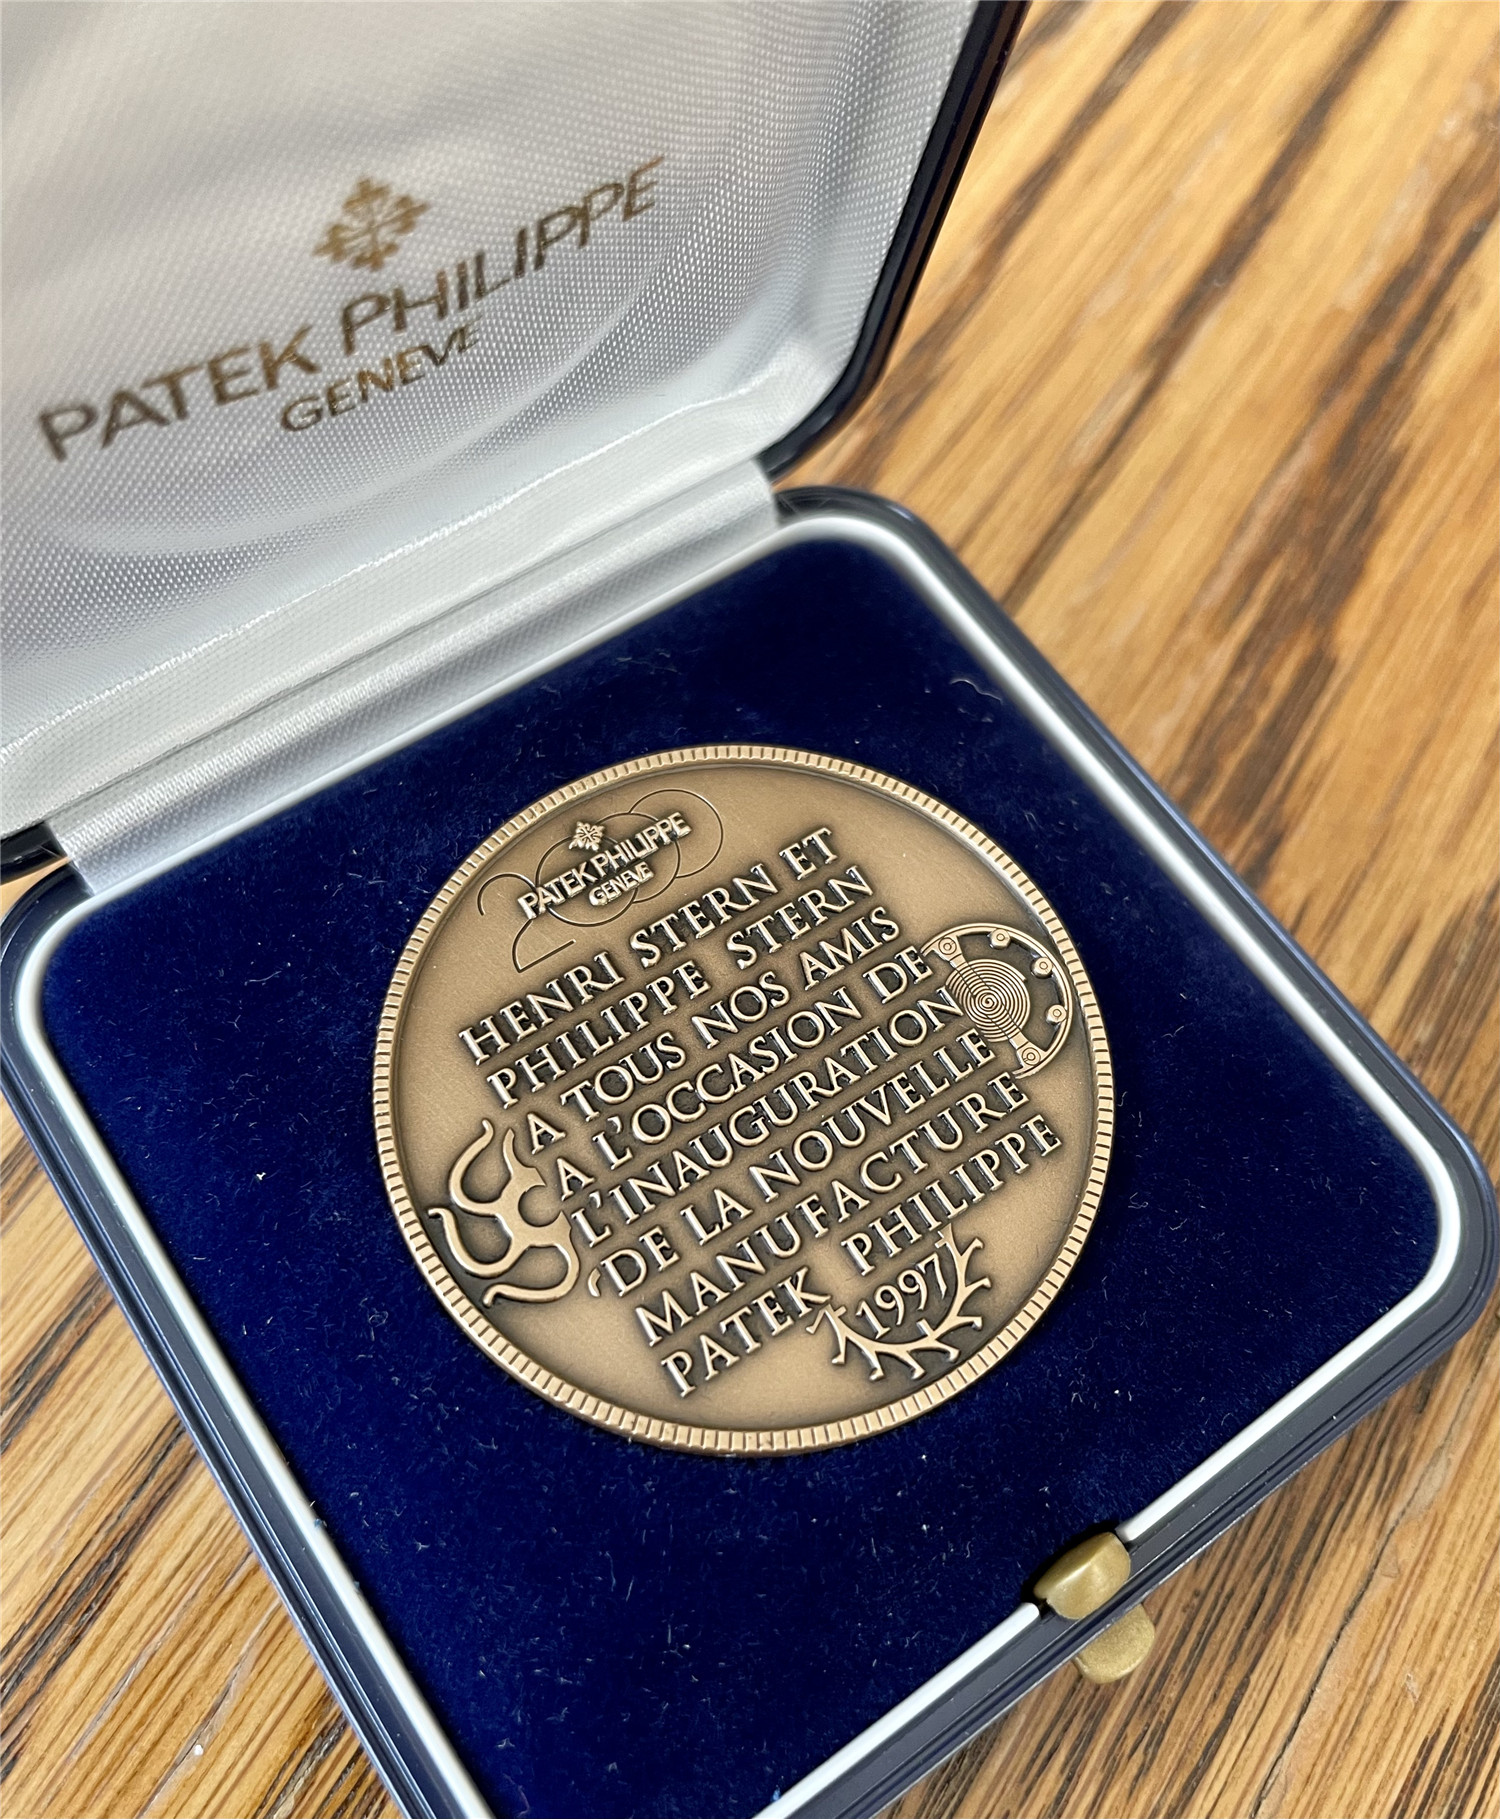 PATEK PHILIPPE
GENEVE
2000
PATEK PHILIPPE
GENEVE
HENRI STERN ET
PHILIPPE STERN
A TOUS NOS AMIS
A L'OCCASION DE
L'INAUGURATION
DE LA NOUVELLE
MANUFACTURE
PATEK PHILIPPE
1997